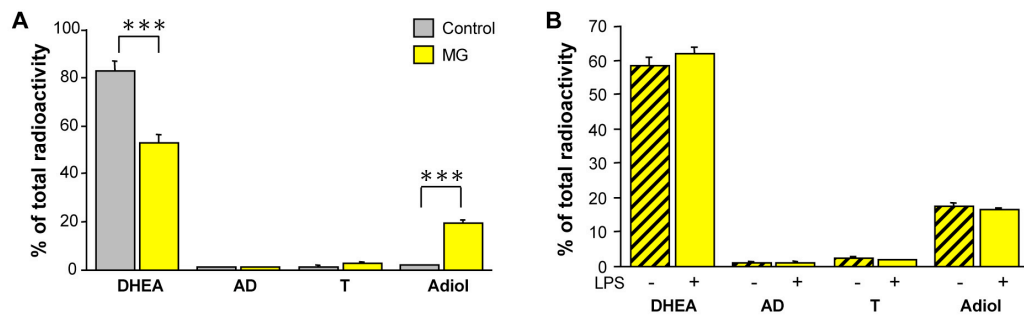 A
% of total radioactivity
100
80
60
40
20
0
***
***
Control
MG
DHEA AD T Adiol
B
% of total radioactivity
70
60
50
40
30
20
10
0
LPS - + - + - + - +
DHEA AD T Adiol